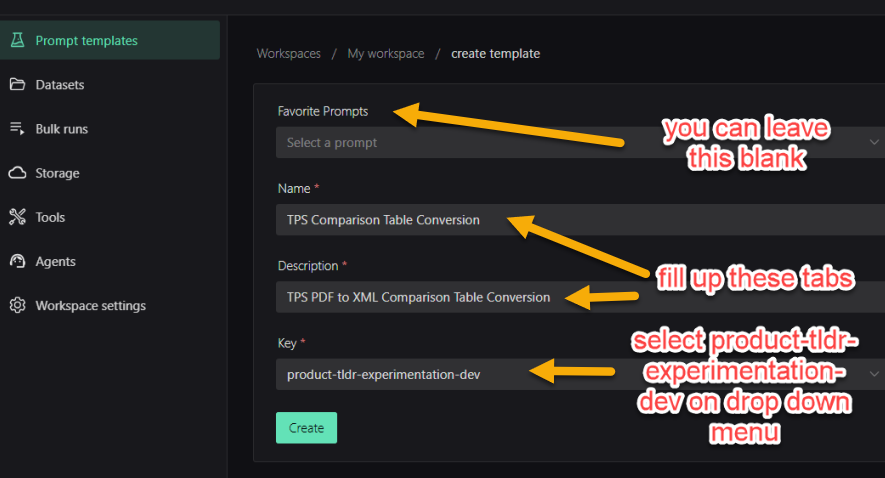 Prompt templates
Datasets
Bulk runs
Storage
Tools
Agents
Workspace settings
Workspaces / My workspace / create template
Favorite Prompts
Select a prompt
you can leave
this blank
Name *
TPS Comparison Table Conversion
fill up these tabs
Description *
TPS PDF to XML Comparison Table Conversion
Key *
product-tldr-experimentation-dev
select product-tldr-
experimentation-
dev on drop down
menu
Create